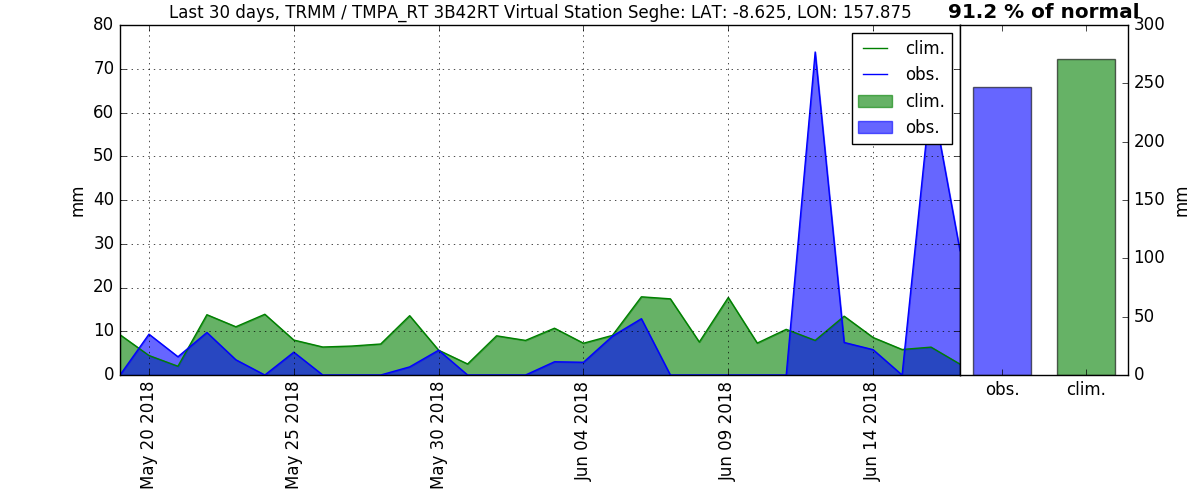 Last 30 days, TRMM / TMPA_RT 3B42RT Virtual Station Seghe: LAT: -8.625, LON: 157.875
91.2 % of normal
80
70
60
50
40
30
20
10
0
mm
clim.
obs.
clim.
obs.
300
250
200
150
100
50
0
mm
May 20 2018
May 25 2018
May 30 2018
Jun 04 2018
Jun 09 2018
Jun 14 2018
obs.
clim.